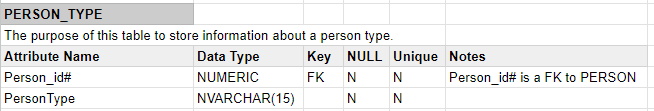 PERSON_TYPE
The purpose of this table to store information about a person type.
Attribute Name Data Type Key NULL Unique Notes
Person_id# NUMERIC FK N N Person_id# is a FK to PERSON
PersonType NVARCHAR(15) N N